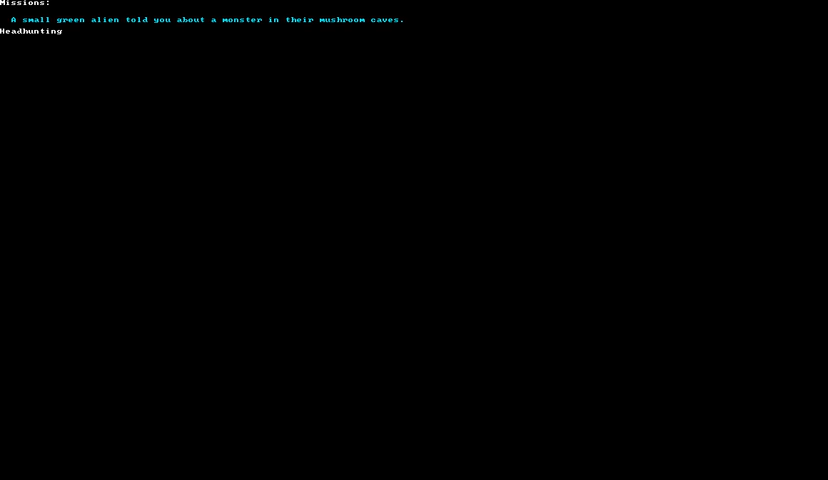 Missions:
A small green alien told you about a monster in their mushroom caves.
Headhunting